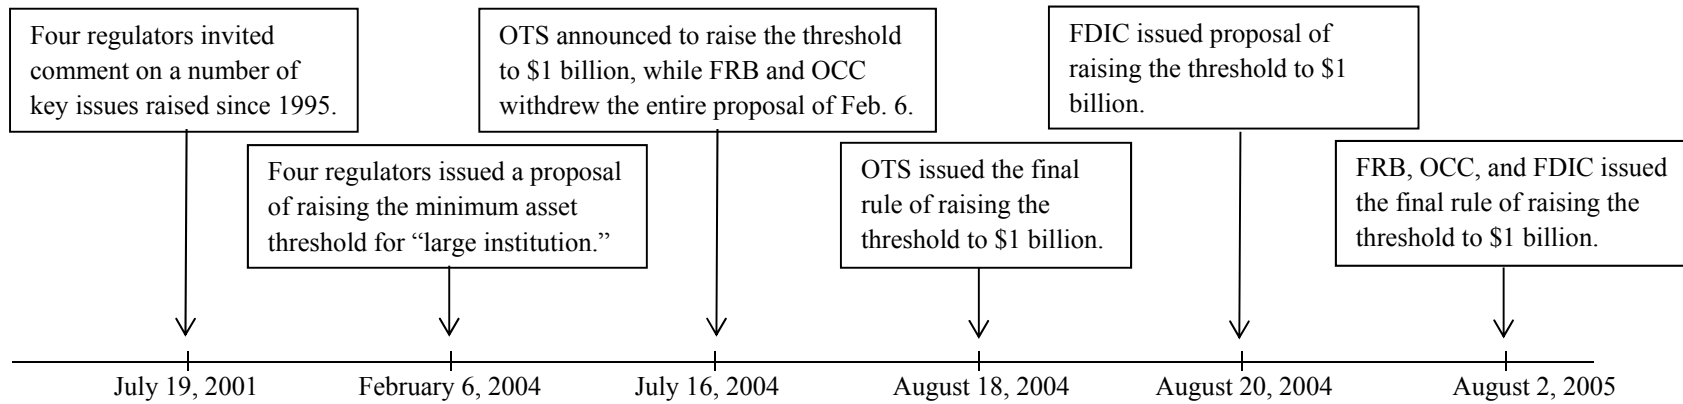 Four regulators invited
comment on a number of
key issues raised since 1995.
Four regulators issued a proposal
of raising the minimum asset
threshold for “large institution.”
OTS announced to raise the threshold
to $1 billion, while FRB and OCC
withdrew the entire proposal of Feb. 6.
OTS issued the final
rule of raising the
threshold to $1 billion.
FDIC issued proposal of
raising the threshold to $1
billion.
FRB, OCC, and FDIC issued
the final rule of raising the
threshold to $1 billion.
July 19, 2001
February 6, 2004
July 16, 2004
August 18, 2004
August 20, 2004
August 2, 2005